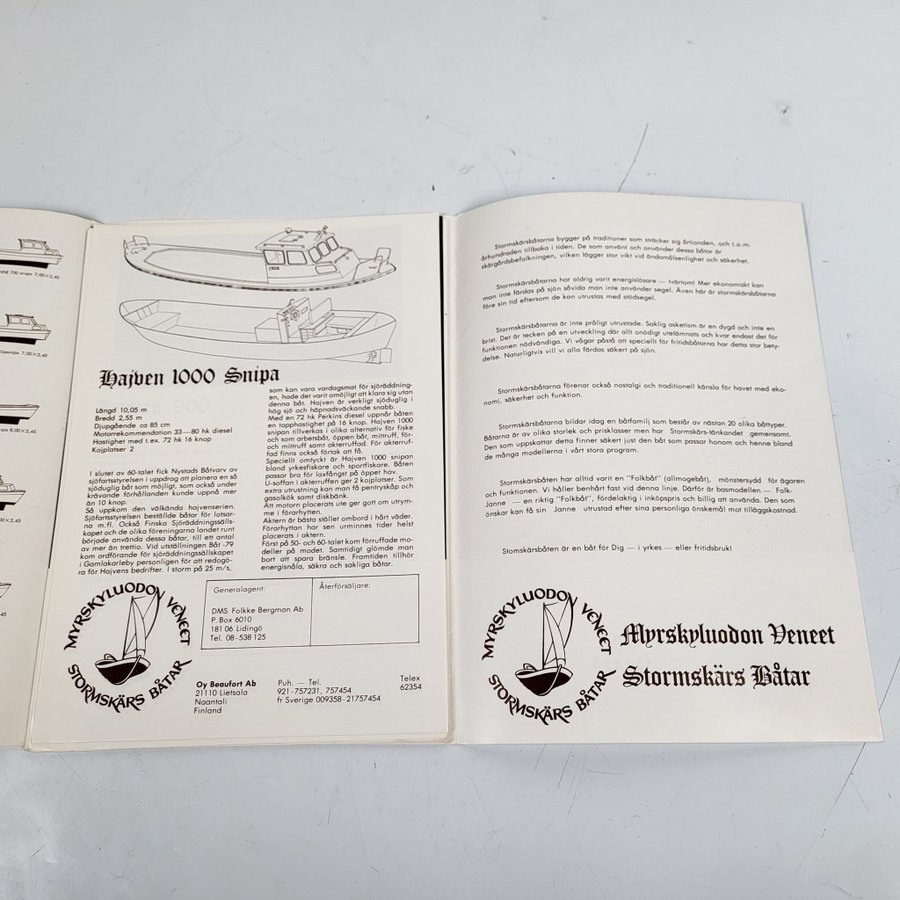 NNE 700 snipa 7,00×2,45
7,00×2,45
8,00×2,45
2,45
,45
Hajven 1000 Snipa
Längd 10,05 m
Bredd 2,55 m
Djupgående ca 85 cm
Motorrekommendation 33—80 hk diesel
Hastighet med t.ex. 72 hk 16 knop
Kojplatser 2
I slutet av 60-talet fick Nystads Båtvarv av
sjöfartsstyrelsen i uppdrag att planera en så
sjöduglig båt som möjligt, som också under
krävande förhållanden kunde uppnå mer
än 10 knop.
Så uppkom den välkända hajvenserien.
Sjöfartsstyrelsen beställde båtar för lotsar-
na m.fl. Också Finska Sjöräddningssälls-
kapet och de olika föreningarna landet runt
började använda dessa båtar, till ett antal
av mer än trettio. Vid utställningen Båt -79
kom ordförande för sjöräddningssällskapet
i Gamlakarleby personligen för att redogö-
ra för Hajvens bedrifter. I storm på 25 m/s,
som kan vara vardagsmat för sjöräddnin-
gen, hade det varit omöjligt att klara sig utan
denna båt. Hajven är verkligt sjöduglig i
hög sjö och häpnadsväckande snabb.
Med en 72 hk Perkins diesel uppnår båten
en topphastighet på 16 knop. Hajven 1000
snipan tillverkas i olika alternativ för fiske
och som arbetsbåt, öppen båt, mittruff, för-
och mittruff samt akterruffad. För akterruf-
fad finns också förtak att få.
Speciellt omtyckt är Hajven 1000 snipan
bland yrkesfiskare och sportfiskare. Båten
passar bra för laxfångst på öppet hav.
U-soffan i akterruffen ger 2 kojplatser. Som
extra utrustning kan man få pentryskåp och
gasolkök samt diskbänk.
Att motorn placerats ute ger gott om utrym-
me i förarhytten.
Aktern är bästa stället ombord i hårt väder.
Förarhyttan har sen urminnes tider helst
placerats i aktern.
Först på 50- och 60-talet kom förruffade mo-
deller på modet. Samtidigt glömde man
bort att spara bränsle. Framtiden tillhör
energisnåla, säkra och sakliga båtar.
MYRSKYLUODON VENEET
STORMSKÄRS BÅTAR
Generalagent:
DMS Folkke Bergman Ab
P. Box 6010
181 06 Lidingö
Tel. 08-538 125
Återförsäljare:
Oy Beaufort Ab
21110 Lietsala
Naantali
Finland
Puh. — Tel.
921-757231, 757454
fr Sverige 009358-21757454
Telex
62354
Stormskärsbåtarna bygger på traditioner som sträcker sig årtionden, och t.o.m.
århundraden tillbaka i tiden. De som använt och använder dessa båtar är
skärgårdsbefolkningen, vilken lägger stor vikt vid ändamålsenlighet och säkerhet.
Stormskärsbåtarna har aldrig varit energislösare — tvärtom! Mer ekonomiskt kan
man inte färdas på sjön såvida man inte använder segel. Även här är stormskärsbåtarna
före sin tid eftersom de kan utrustas med stödsegel.
Stormskärsbåtarna är inte pråligt utrustade. Saklig asketism är en dygd och inte en
brist. Det är tecken på en utveckling där allt onödigt utelämnats och kvar endast det för
funktionen nödvändiga. Vi vågar påstå att speciellt för fritidsbåtarna har detta stor bety-
delse. Naturligtvis vill vi alla färdas säkert på sjön.
Stormskärsbåtarna förenar också nostalgi och traditionell känsla för havet med eko-
nomi, säkerhet och funktion.
Stormskärsbåtarna bildar idag en båtfamilj som består av nästan 20 olika båttyper.
Båtarna är av olika storlek och prisklasser men har Stormskärs-tänkandet gemensamt.
Den som uppskattar detta finner säkert just den båt som passar honom och henne bland
de många modellerna i vårt stora program.
Stormskärsbåten har alltid varit en "Folkbåt" (allmogebåt), mönstersydd för ägaren
och funktionen. Vi håller benhårt fast vid denna linje. Därför är basmodellen — Folk-
Janne — en riktig "Folkbåt", fördelaktig i inköpspris och billig att använda. Den som
önskar kan få sin Janne utrustad efter sina personliga önskemål mot tilläggskostnad.
Stomskärsbåten är en båt för Dig — i yrkes — eller fritidsbruk!
MYRSKYLUODON VENEET
STORMSKÄRS BÅTAR
Myrskyluodon Veneet
Stormskärs Båtar